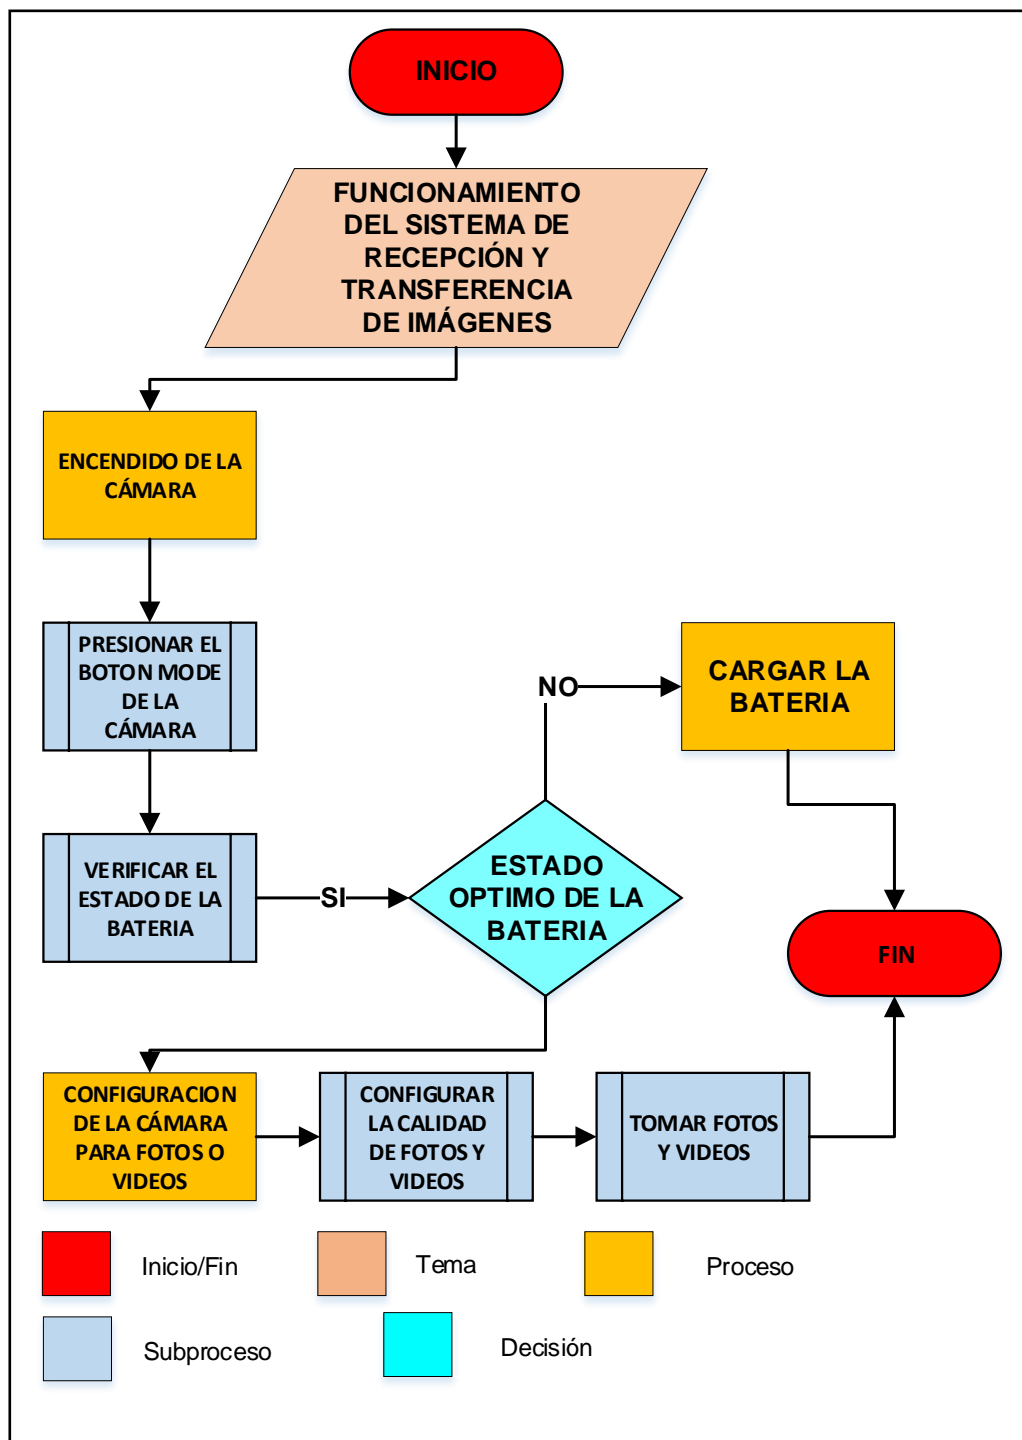 INICIO
FUNCIONAMIENTO
DEL SISTEMA DE
RECEPCIÓN Y
TRANSFERENCIA
DE IMÁGENES
ENCENDIDO DE LA
CÁMARA
PRESIONAR EL
BOTON MODE
DE LA
CÁMARA
NO
CARGAR LA
BATERIA
VERIFICAR EL
ESTADO DE LA
BATERIA
SI
ESTADO
OPTIMO DE LA
BATERIA
FIN
CONFIGURACION
DE LA CÁMARA
PARA FOTOS O
VIDEOS
CONFIGURAR
LA CALIDAD
DE FOTOS Y
VIDEOS
TOMAR FOTOS
Y VIDEOS
Inicio/Fin
Tema
Proceso
Subproceso
Decisión